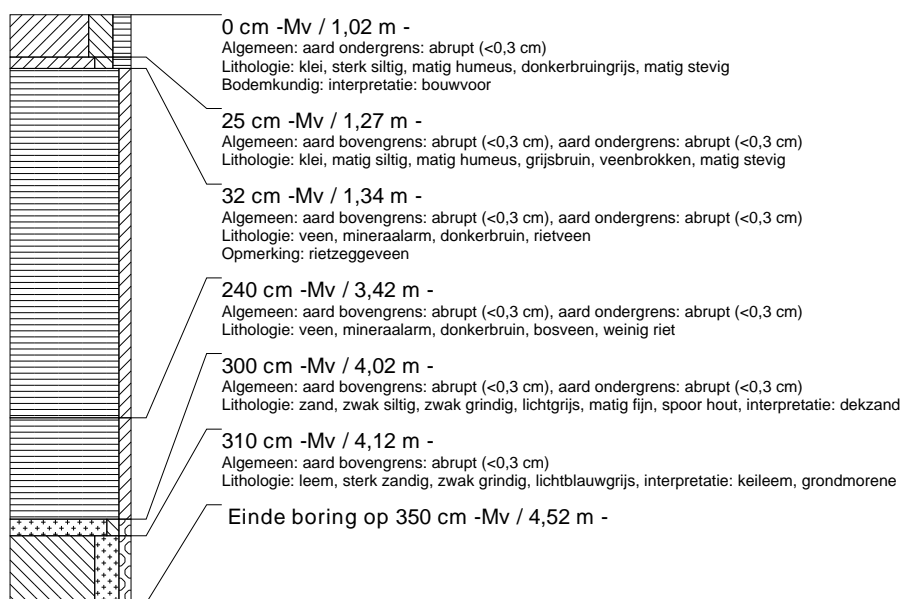 0 cm -Mv / 1,02 m -
Algemeen: aard ondergrens: abrupt (<0,3 cm)
Lithologie: klei, sterk siltig, matig humeus, donkerbruingrijs, matig stevig
Bodemkundig: interpretatie: bouwvoor
25 cm -Mv / 1,27 m -
Algemeen: aard bovengrens: abrupt (<0,3 cm), aard ondergrens: abrupt (<0,3 cm)
Lithologie: klei, matig siltig, matig humeus, grijsbruin, veenbrokken, matig stevig
32 cm -Mv / 1,34 m -
Algemeen: aard bovengrens: abrupt (<0,3 cm), aard ondergrens: abrupt (<0,3 cm)
Lithologie: veen, mineraalarm, donkerbruin, rietveen
Opmerking: rietzeggeveen
240 cm -Mv / 3,42 m -
Algemeen: aard bovengrens: abrupt (<0,3 cm), aard ondergrens: abrupt (<0,3 cm)
Lithologie: veen, mineraalarm, donkerbruin, bosveen, weinig riet
300 cm -Mv / 4,02 m -
Algemeen: aard bovengrens: abrupt (<0,3 cm), aard ondergrens: abrupt (<0,3 cm)
Lithologie: zand, zwak siltig, zwak grindig, lichtgrijs, matig fijn, spoor hout, interpretatie: dekzand
310 cm -Mv / 4,12 m -
Algemeen: aard bovengrens: abrupt (<0,3 cm)
Lithologie: leem, sterk zandig, zwak grindig, lichtblauwgrijs, interpretatie: keileem, grondmorene
Einde boring op 350 cm -Mv / 4,52 m -